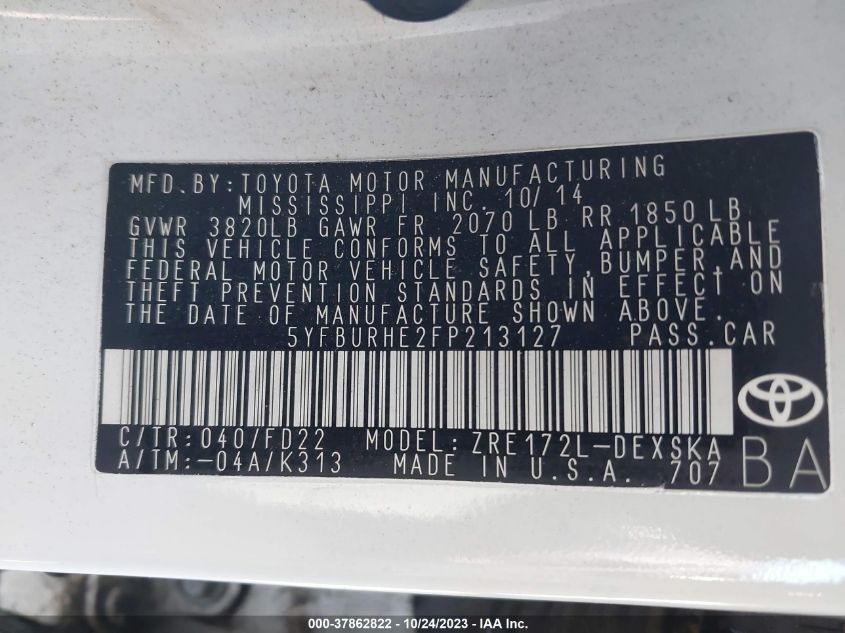 MFD. BY: TOYOTA MOTOR MANUFACTURING
MISSISSIPPI INC. 10/14
GVWR 3820LB GAWR FR 2070 LB RR 1850 LB
THIS VEHICLE CONFORMS TO ALL APPLICABLE
FEDERAL MOTOR VEHICLE SAFETY, BUMPER, AND
THEFT PREVENTION STANDARDS IN EFFECT ON
THE DATE OF MANUFACTURE SHOWN ABOVE.
5YFBURHE2FP213127 PASS. CAR
C/TR: 040/FD22 MODEL: ZRE172L-DEXSKA
A/TM: -04A/K313 MADE IN U.S.A. 707 BA
000-37862822 - 10/24/2023 - IAA Inc.